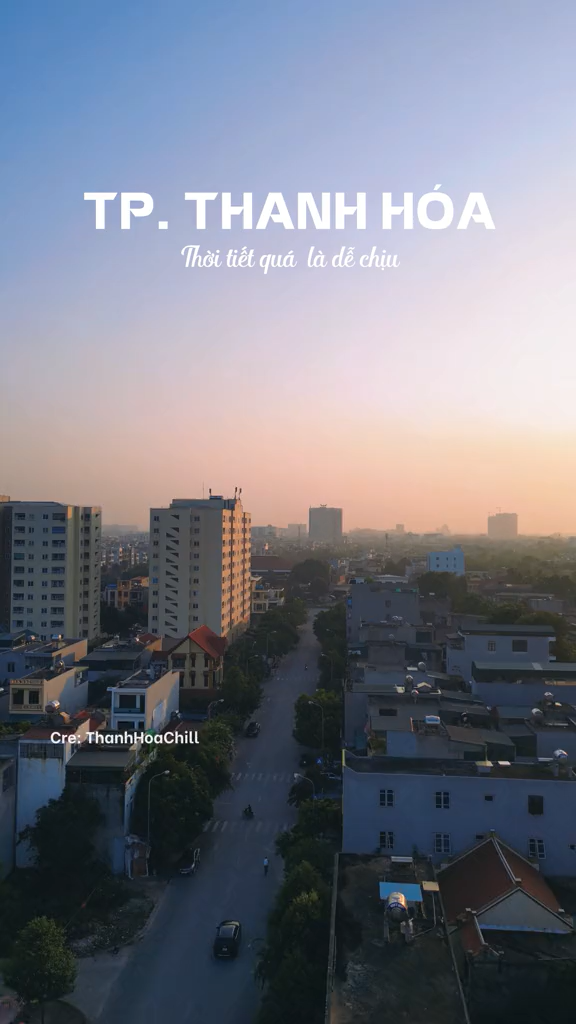 TP. THANH HÓA
Thời tiết quá là dễ chịu
Cre: ThanhHoaChill